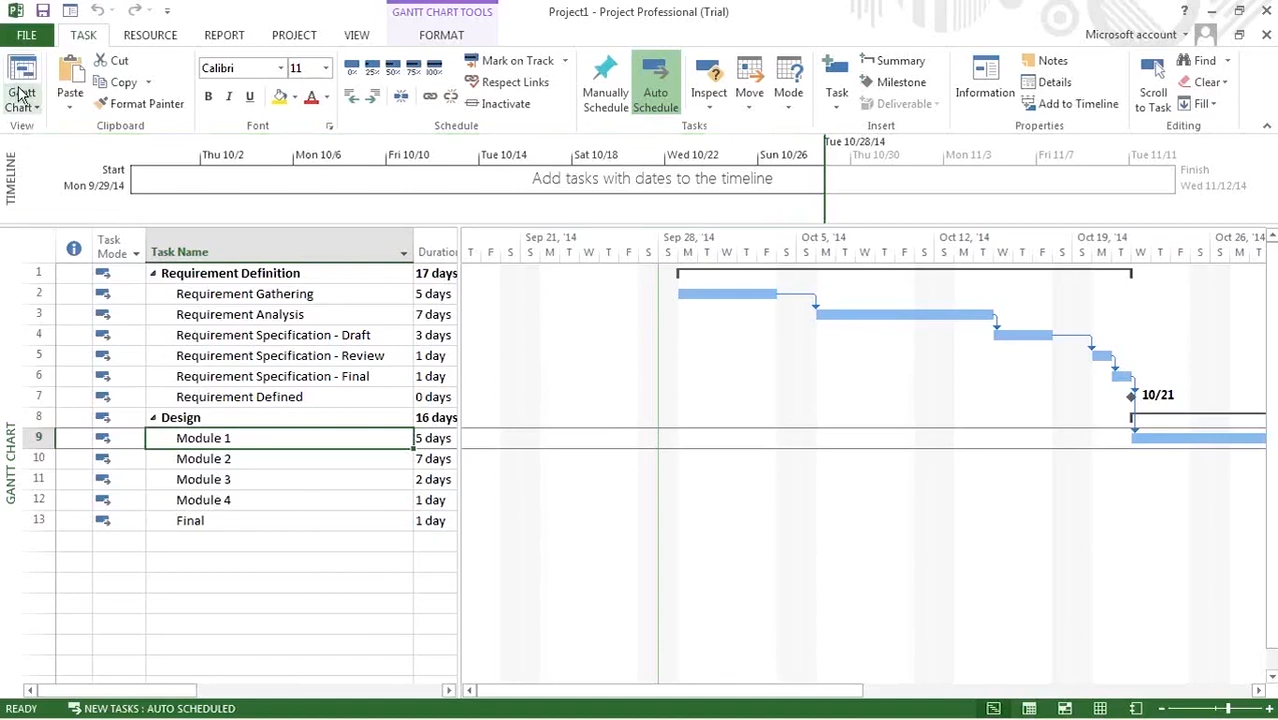 GANTT CHART TOOLS
Project1 - Project Professional (Trial)
FILE TASK RESOURCE REPORT PROJECT VIEW FORMAT Microsoft account
Gantt Chart
Paste
Cut
Copy
Format Painter
Calibri 11
B I U A
0% 25% 50% 75% 100%
Mark on Track
Respect Links
Inactivate
Manually Schedule
Auto Schedule
Inspect
Move
Mode
Task
Summary
Milestone
Deliverable
Information
Notes
Details
Add to Timeline
Scroll to Task
Find
Clear
Fill
View Clipboard Font Schedule Tasks Insert Properties Editing
TIMELINE
Tue 10/28/14
Thu 10/2 Mon 10/6 Fri 10/10 Tue 10/14 Sat 10/18 Wed 10/22 Sun 10/26 Thu 10/30 Mon 11/3 Fri 11/7 Tue 11/11
Start
Mon 9/29/14
Add tasks with dates to the timeline
Finish
Wed 11/12/14
GANTT CHART
Task Mode Task Name Duration
Sep 21, '14 Sep 28, '14 Oct 5, '14 Oct 12, '14 Oct 19, '14 Oct 26, '14
T F S S M T W T F S S M T W T F S S M T W T F S S M T W T F S S M T W T F S S M T
1 Requirement Definition 17 days
2 Requirement Gathering 5 days
3 Requirement Analysis 7 days
4 Requirement Specification - Draft 3 days
5 Requirement Specification - Review 1 day
6 Requirement Specification - Final 1 day
7 Requirement Defined 0 days 10/21
8 Design 16 days
9 Module 1 5 days
10 Module 2 7 days
11 Module 3 2 days
12 Module 4 1 day
13 Final 1 day
READY NEW TASKS : AUTO SCHEDULED